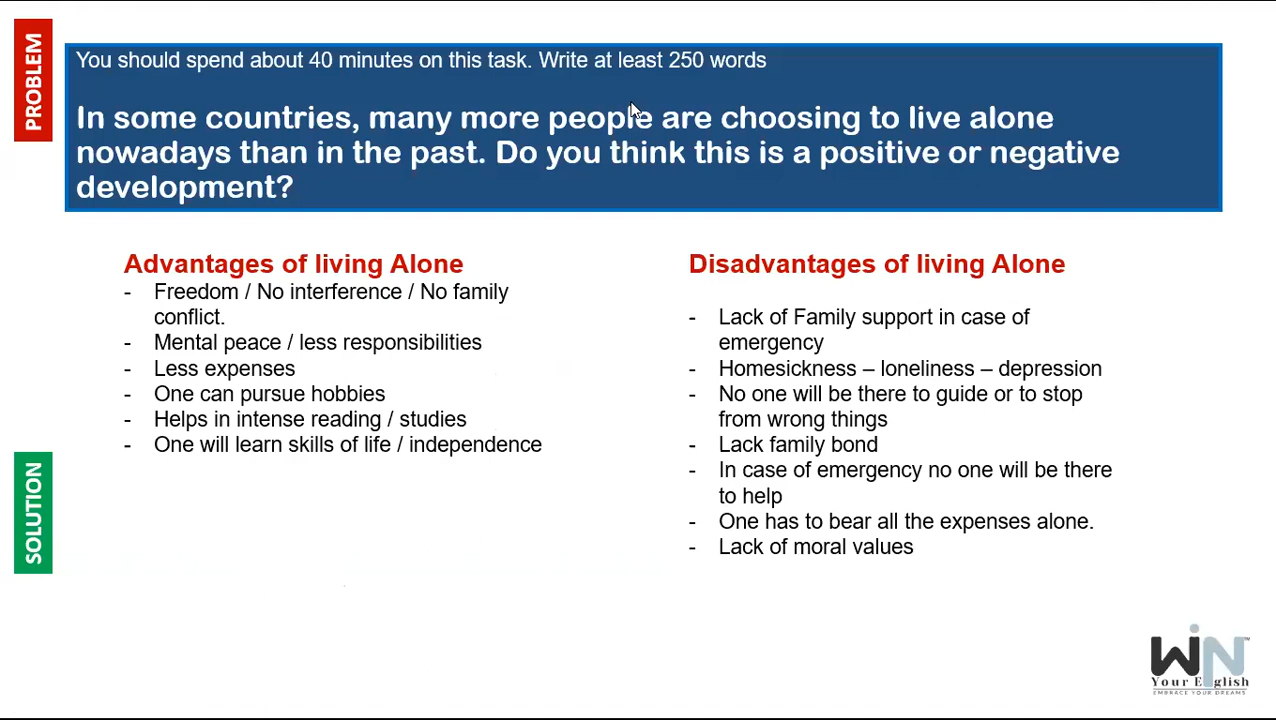 PROBLEM
You should spend about 40 minutes on this task. Write at least 250 words
In some countries, many more people are choosing to live alone
nowadays than in the past. Do you think this is a positive or negative
development?
Advantages of living Alone
- Freedom / No interference / No family
conflict.
- Mental peace / less responsibilities
- Less expenses
- One can pursue hobbies
- Helps in intense reading / studies
- One will learn skills of life / independence
Disadvantages of living Alone
- Lack of Family support in case of
emergency
- Homesickness – loneliness – depression
- No one will be there to guide or to stop
from wrong things
- Lack family bond
- In case of emergency no one will be there
to help
- One has to bear all the expenses alone.
- Lack of moral values
SOLUTION
WiN™
Your English
EMBRACE YOUR DREAMS